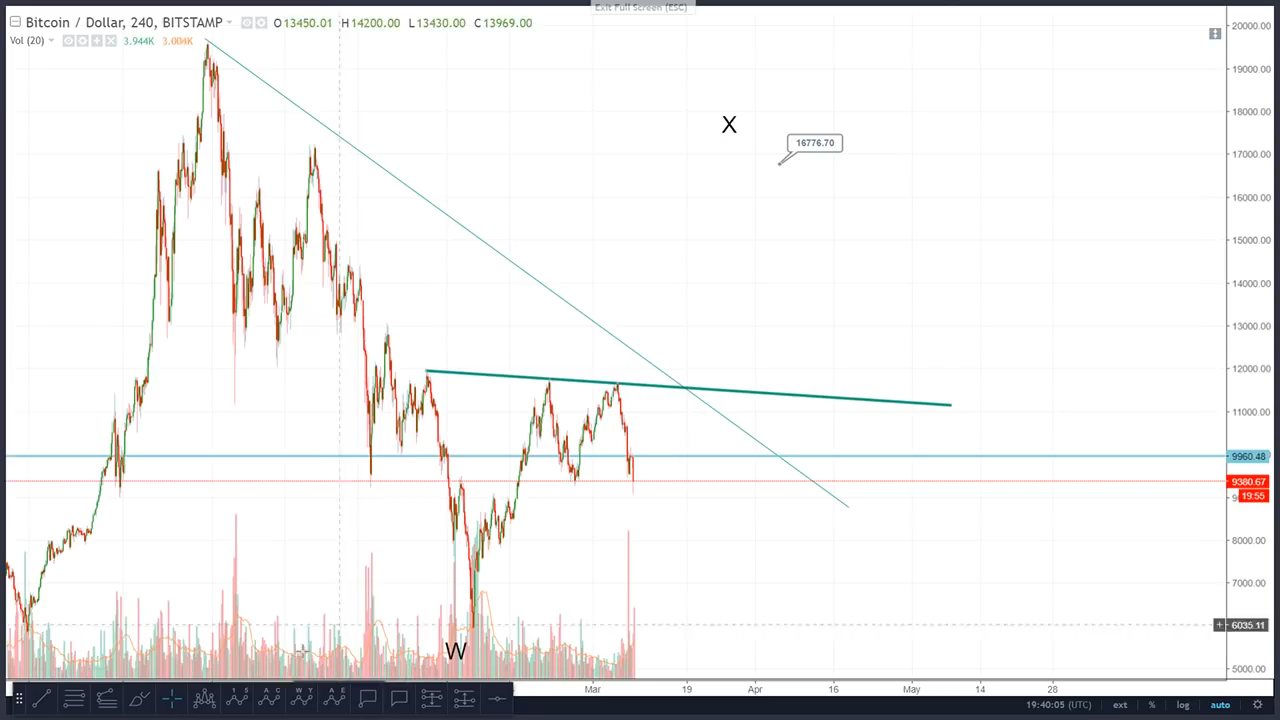 Exit Full Screen (ESC)
Bitcoin / Dollar, 240, BITSTAMP O13450.01 H14200.00 L13430.00 C13969.00
Vol (20) 3.944K 3.004K
20000.00
19000.00
18000.00
X
16776.70
17000.00
16000.00
15000.00
14000.00
13000.00
12000.00
11000.00
9960.48
9380.67
19:55
8000.00
7000.00
6035.11
W
5000.00
Mar 19 Apr 16 May 14 28
19:40:05 (UTC) ext % log auto